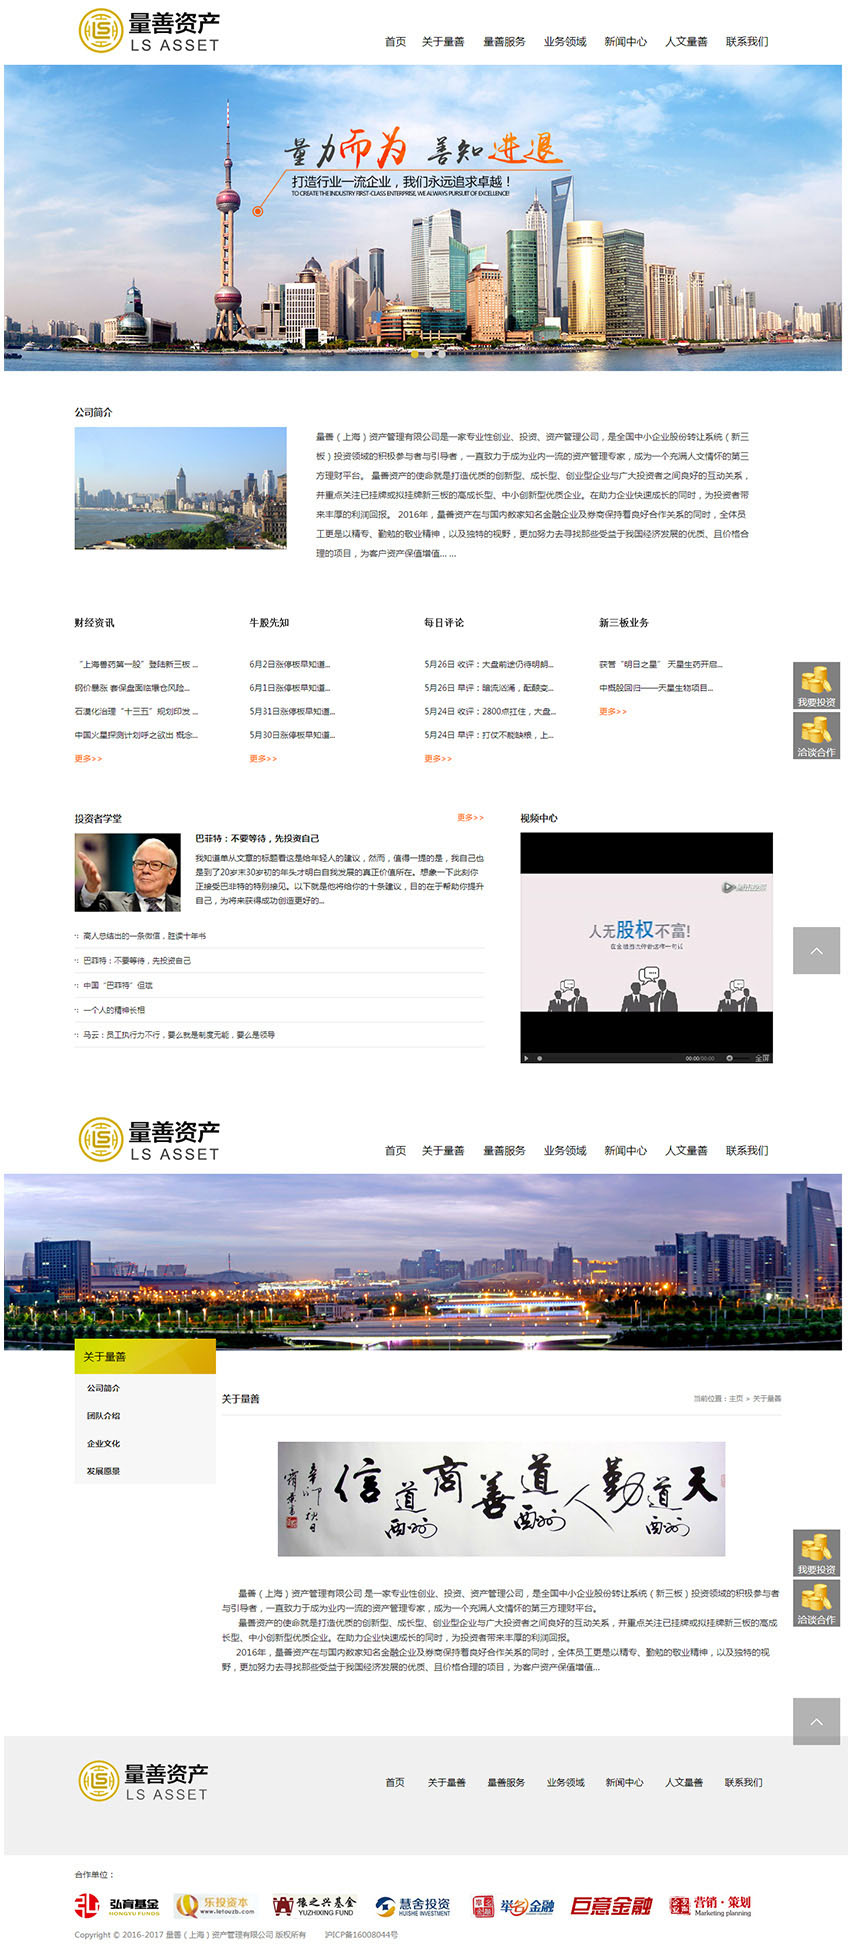 量善资产
LS ASSET
首页 关于量善 量善服务 业务领域 新闻中心 人文量善 联系我们
量力而为 善知进退
打造行业一流企业，我们永远追求卓越！
TO CREATE THE INDUSTRY FIRST-CLASS ENTERPRISE, WE ALWAYS PURSUIT OF EXCELLENCE!
公司简介
量善（上海）资产管理有限公司是一家专业性创业、投资、资产管理公司，是全国中小企业股份转让系统（新三
板）投资领域的积极参与者与引导者，一直致力于成为业内一流的资产管理专家，成为一个充满人文情怀的第三
方理财平台。 量善资产的使命就是打造优质的创新型、成长型、创业型企业与广大投资者之间良好的互动关系，
并重点关注已挂牌或拟挂牌新三板的高成长型、中小创新型优质企业。在助力企业快速成长的同时，为投资者带
来丰厚的利润回报。 2016年，量善资产在与国内数家知名金融企业及券商保持着良好合作关系的同时，全体员
工更是以精专、勤勉的敬业精神，以及独特的视野，更加努力去寻找那些受益于我国经济发展的优质、且价格合
理的项目，为客户资产保值增值... ...
财经资讯 牛股先知 每日评论 新三板业务
“上海兽药第一股”登陆新三板 ... 6月2日涨停板早知道... 5月26日 收评：大盘前途仍待明朗... 获誉“明日之星” 天星生药开启...
钢价暴涨 套保盘面临爆仓风险... 6月1日涨停板早知道... 5月26日 早评：暗流汹涌，酝酿变... 中概股回归——天星生物项目...
石漠化治理“十三五”规划印发 ... 5月31日涨停板早知道... 5月24日 收评：2800点扛住，大盘... 更多>>
中国火星探测计划呼之欲出 概念... 5月30日涨停板早知道... 5月24日 早评：打仗不能缺粮，上...
更多>> 更多>> 更多>>
我要投资
洽谈合作
投资者学堂 更多>> 视频中心
巴菲特：不要等待，先投资自己
我知道单从文章的标题看这是给年轻人的建议，然而，值得一提的是，我自己也
是到了20岁末30岁初的年头才明白自我发展的真正价值所在。想象一下此刻你
正接受巴菲特的特别接见。以下就是他将给你的十条建议，目的在于帮助你提升
自己，为将来获得成功创造更好的...
高人总结出的一条微信，胜读十年书
巴菲特：不要等待，先投资自己
中国“巴菲特”但斌
一个人的精神长相
马云：员工执行力不行，要么就是制度无能，要么是领导
人无股权不富!
00:00/00:00 全屏
量善资产
LS ASSET
首页 关于量善 量善服务 业务领域 新闻中心 人文量善 联系我们
关于量善
公司简介
团队介绍
企业文化
发展愿景
关于量善 当前位置：主页 > 关于量善
天道酬勤 人道酬善 商道酬信
量善（上海）资产管理有限公司 是一家专业性创业、投资、资产管理公司，是全国中小企业股份转让系统（新三板）投资领域的积极参与者
与引导者，一直致力于成为业内一流的资产管理专家，成为一个充满人文情怀的第三方理财平台。
量善资产的使命就是打造优质的创新型、成长型、创业型企业与广大投资者之间良好的互动关系，并重点关注已挂牌或拟挂牌新三板的高成
长型、中小创新型优质企业。在助力企业快速成长的同时，为投资者带来丰厚的利润回报。
2016年，量善资产在与国内数家知名金融企业及券商保持着良好合作关系的同时，全体员工更是以精专、勤勉的敬业精神，以及独特的视
野，更加努力去寻找那些受益于我国经济发展的优质、且价格合理的项目，为客户资产保值增值...
我要投资
洽谈合作
量善资产
LS ASSET
首页 关于量善 量善服务 业务领域 新闻中心 人文量善 联系我们
合作单位：
弘育基金 HONGYU FUNDS
乐投资本 www.letouzb.com
豫之兴基金 YUZHIXING FUND
慧舍投资 HUISHE INVESTMENT
举名金融
巨意金融
营销·策划 Marketing planning
Copyright © 2016-2017 量善（上海）资产管理有限公司 版权所有 沪ICP备16008044号